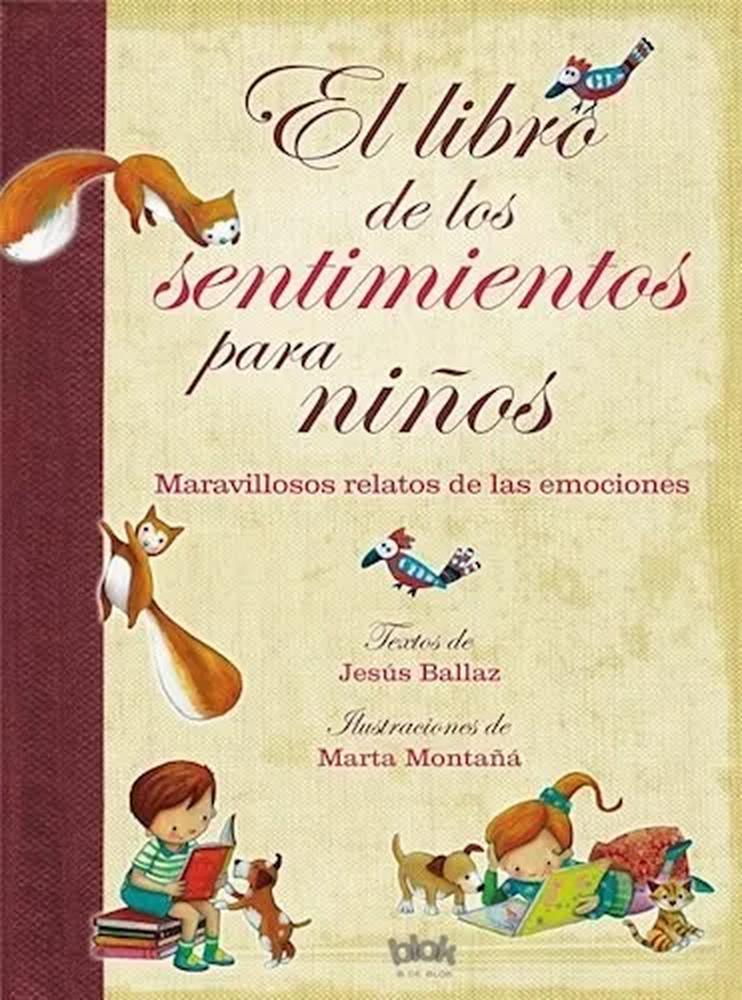 El libro
de los
sentimientos
para
niños
Maravillosos relatos de las emociones
Textos de
Jesús Ballaz
Ilustraciones de
Marta Montañá
blok
B DE BLOK